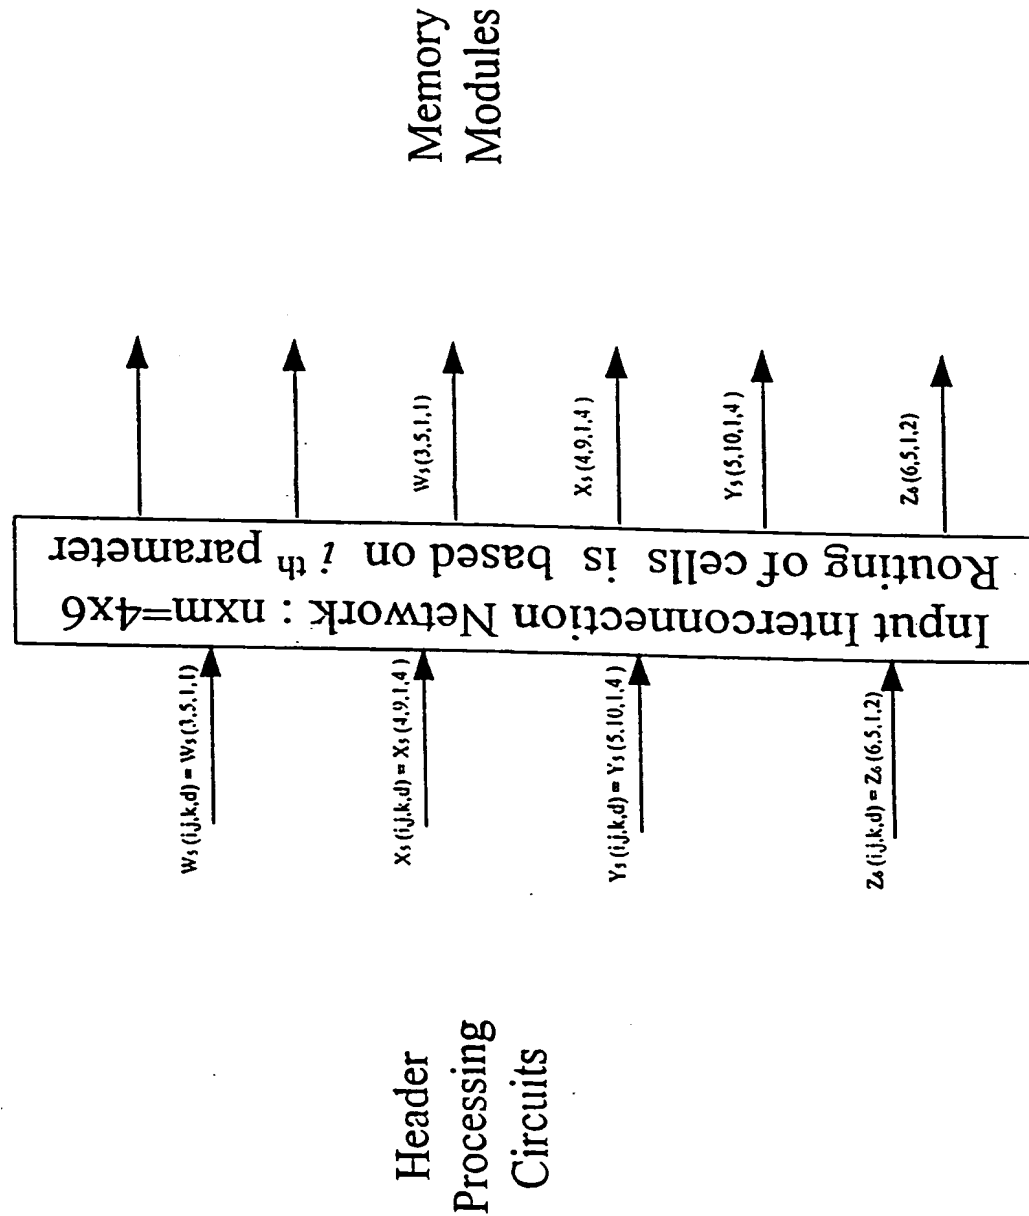 Header
Processing
Circuits
W₅(i,j,k,d) = W₅(3,5,1,1)
X₅(i,j,k,d) = X₅(4,9,1,4)
Y₅(i,j,k,d) = Y₅(5,10,1,4)
Z₆(i,j,k,d) = Z₆(6,5,1,2)
Input Interconnection Network : nxm=4x6
Routing of cells is based on i th parameter
W₅(3,5,1,1)
X₅(4,9,1,4)
Y₅(5,10,1,4)
Z₆(6,5,1,2)
Memory
Modules